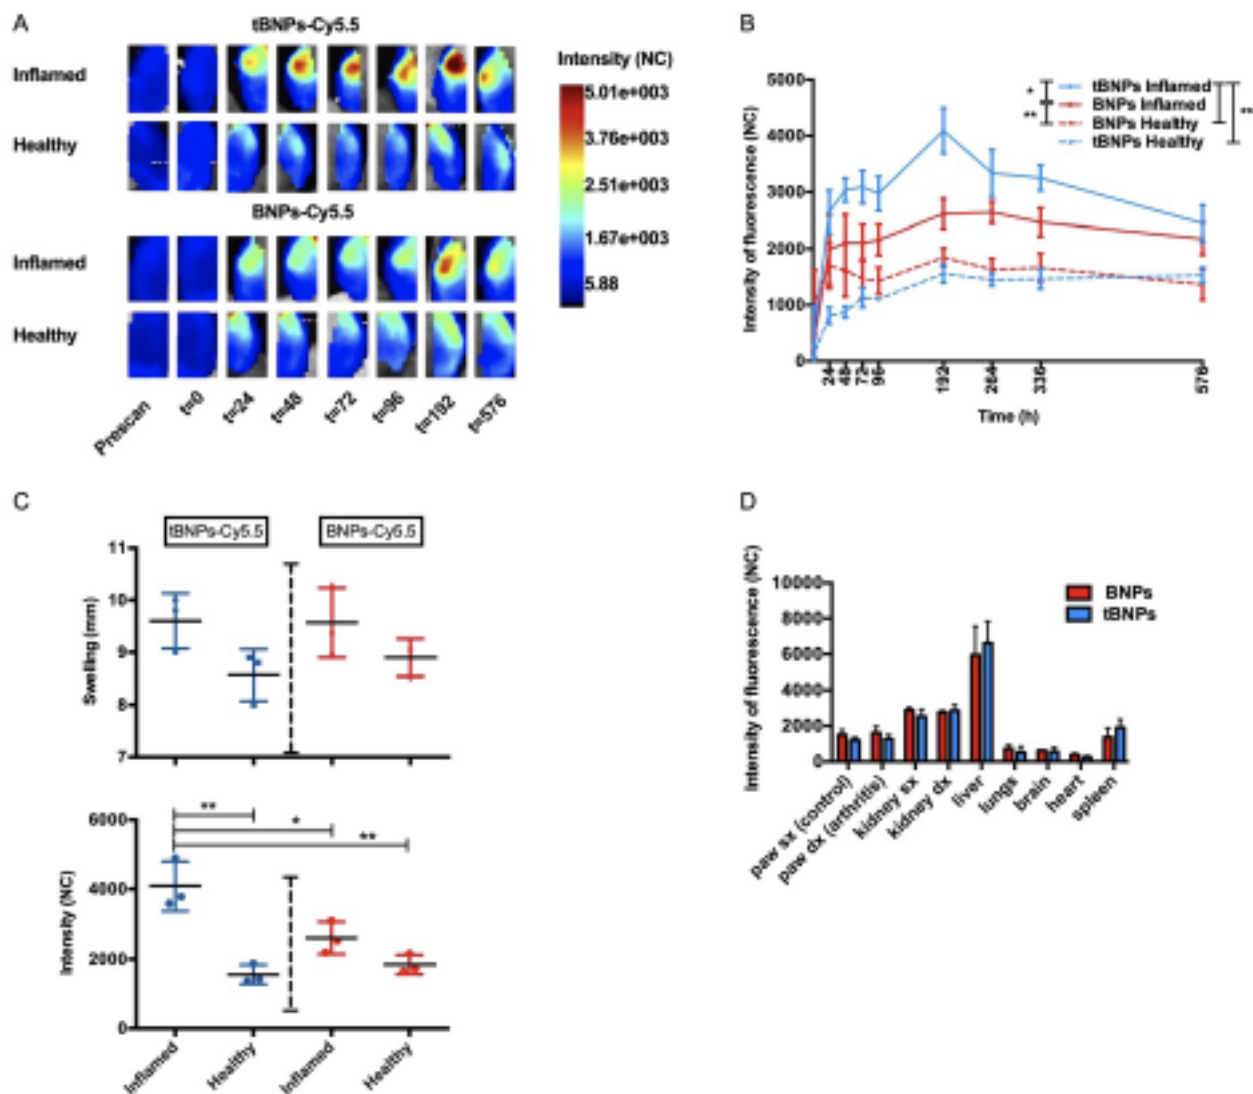 A
tBNPs-Cy5.5
Inflamed
Healthy
BNPs-Cy5.5
Inflamed
Healthy
Prescan
t=0
t=24
t=48
t=72
t=96
t=192
t=576
Intensity (NC)
5.01e+003
3.76e+003
2.51e+003
1.67e+003
5.88
B
Intensity of fluorescence (NC)
5000
4000
3000
2000
1000
0
24
48
72
96
192
264
336
576
Time (h)
tBNPs Inflamed
BNPs Inflamed
BNPs Healthy
tBNPs Healthy
*
**
**
C
tBNPs-Cy5.5
BNPs-Cy5.5
Swelling (mm)
11
10
9
8
7
Intensity (NC)
6000
4000
2000
0
**
*
**
Inflamed
Healthy
Inflamed
Healthy
D
Intensity of fluorescence (NC)
10000
8000
6000
4000
2000
0
BNPs
tBNPs
paw sx (control)
paw dx (arthritis)
kidney sx
kidney dx
liver
lungs
brain
heart
spleen